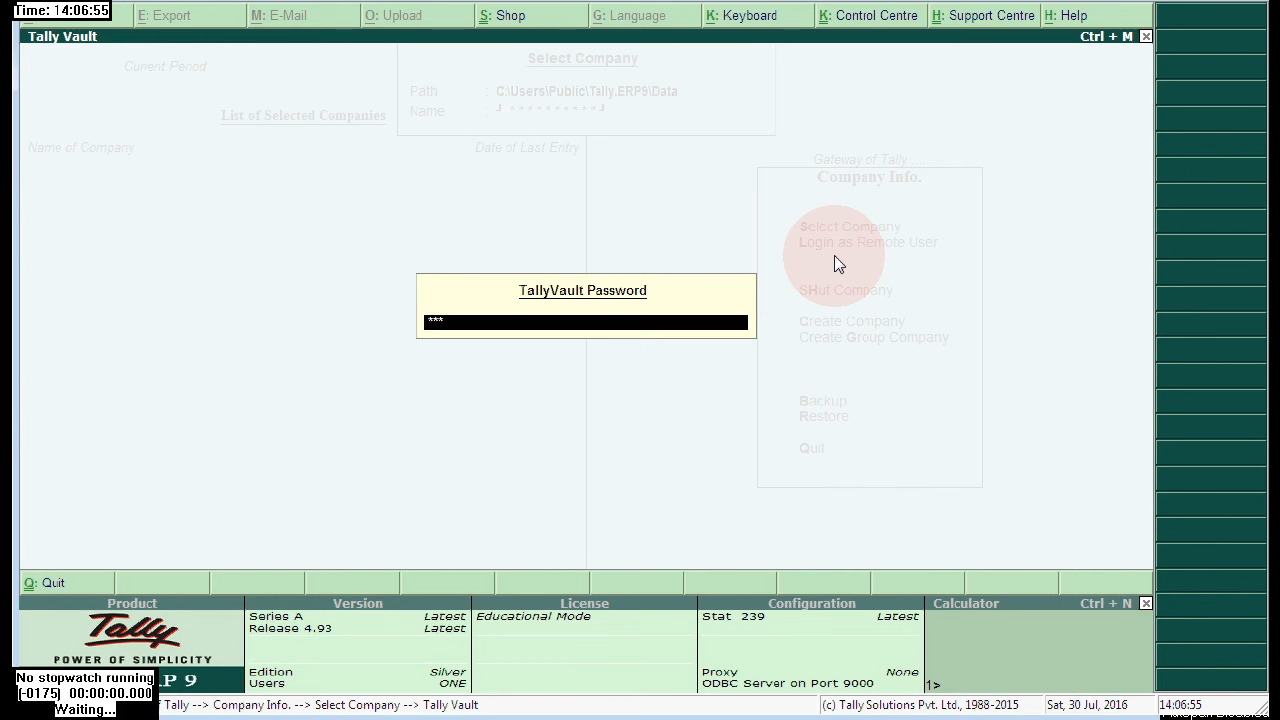 Time: 14:06:55
E: Export M: E-Mail O: Upload S: Shop G: Language K: Keyboard K: Control Centre H: Support Centre H: Help
Tally Vault Ctrl + M
Current Period
Select Company
Path : C:\Users\Public\Tally.ERP9\Data
Name :
List of Selected Companies
Name of Company Date of Last Entry
Gateway of Tally ....
Company Info.
Select Company
Login as Remote User
SHut Company
Create Company
Create Group Company
Backup
Restore
Quit
TallyVault Password
***
Q: Quit
Product Version License Configuration Calculator Ctrl + N
Tally
POWER OF SIMPLICITY
RP 9
Series A Latest
Release 4.93 Latest
Edition Silver
Users ONE
Educational Mode
Stat 239 Latest
Proxy None
ODBC Server on Port 9000
1>
No stopwatch running
[-0175] 00:00:00.000
Waiting...
Tally --> Company Info. --> Select Company --> Tally Vault (c) Tally Solutions Pvt. Ltd., 1988-2015 Sat, 30 Jul, 2016 14:06:55